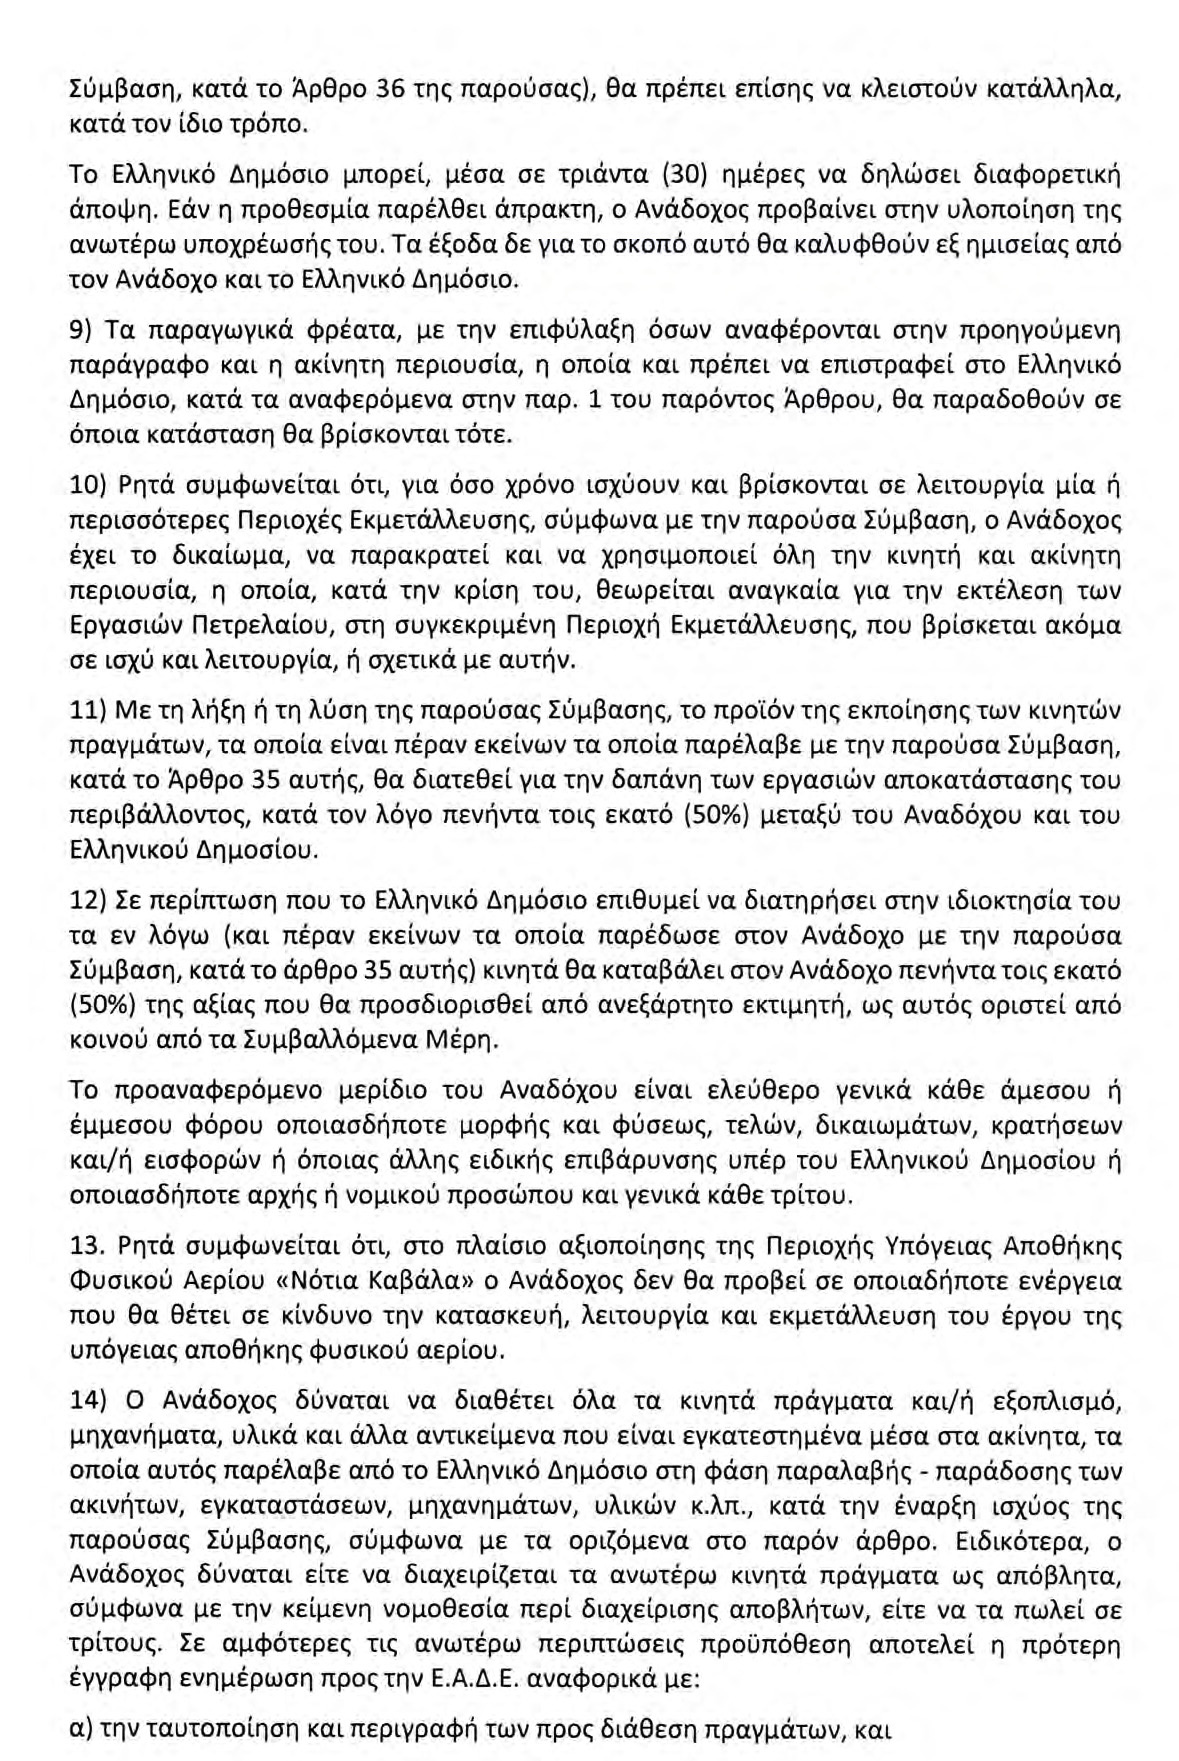 Σύμβαση, κατά το Άρθρο 36 της παρούσας), θα πρέπει επίσης να κλειστούν κατάλληλα,
κατά τον ίδιο τρόπο.
Το Ελληνικό Δημόσιο μπορεί, μέσα σε τριάντα (30) ημέρες να δηλώσει διαφορετική
άποψη. Εάν η προθεσμία παρέλθει άπρακτη, ο Ανάδοχος προβαίνει στην υλοποίηση της
ανωτέρω υποχρέωσής του. Τα έξοδα δε για το σκοπό αυτό θα καλυφθούν εξ ημισείας από
τον Ανάδοχο και το Ελληνικό Δημόσιο.
9) Τα παραγωγικά φρέατα, με την επιφύλαξη όσων αναφέρονται στην προηγούμενη
παράγραφο και η ακίνητη περιουσία, η οποία και πρέπει να επιστραφεί στο Ελληνικό
Δημόσιο, κατά τα αναφερόμενα στην παρ. 1 του παρόντος Άρθρου, θα παραδοθούν σε
όποια κατάσταση θα βρίσκονται τότε.
10) Ρητά συμφωνείται ότι, για όσο χρόνο ισχύουν και βρίσκονται σε λειτουργία μία ή
περισσότερες Περιοχές Εκμετάλλευσης, σύμφωνα με την παρούσα Σύμβαση, ο Ανάδοχος
έχει το δικαίωμα, να παρακρατεί και να χρησιμοποιεί όλη την κινητή και ακίνητη
περιουσία, η οποία, κατά την κρίση του, θεωρείται αναγκαία για την εκτέλεση των
Εργασιών Πετρελαίου, στη συγκεκριμένη Περιοχή Εκμετάλλευσης, που βρίσκεται ακόμα
σε ισχύ και λειτουργία, ή σχετικά με αυτήν.
11) Με τη λήξη ή τη λύση της παρούσας Σύμβασης, το προϊόν της εκποίησης των κινητών
πραγμάτων, τα οποία είναι πέραν εκείνων τα οποία παρέλαβε με την παρούσα Σύμβαση,
κατά το Άρθρο 35 αυτής, θα διατεθεί για την δαπάνη των εργασιών αποκατάστασης του
περιβάλλοντος, κατά τον λόγο πενήντα τοις εκατό (50%) μεταξύ του Αναδόχου και του
Ελληνικού Δημοσίου.
12) Σε περίπτωση που το Ελληνικό Δημόσιο επιθυμεί να διατηρήσει στην ιδιοκτησία του
τα εν λόγω (και πέραν εκείνων τα οποία παρέδωσε στον Ανάδοχο με την παρούσα
Σύμβαση, κατά το άρθρο 35 αυτής) κινητά θα καταβάλει στον Ανάδοχο πενήντα τοις εκατό
(50%) της αξίας που θα προσδιορισθεί από ανεξάρτητο εκτιμητή, ως αυτός οριστεί από
κοινού από τα Συμβαλλόμενα Μέρη.
Το προαναφερόμενο μερίδιο του Αναδόχου είναι ελεύθερο γενικά κάθε άμεσου ή
έμμεσου φόρου οποιασδήποτε μορφής και φύσεως, τελών, δικαιωμάτων, κρατήσεων
και/ή εισφορών ή όποιας άλλης ειδικής επιβάρυνσης υπέρ του Ελληνικού Δημοσίου ή
οποιασδήποτε αρχής ή νομικού προσώπου και γενικά κάθε τρίτου.
13. Ρητά συμφωνείται ότι, στο πλαίσιο αξιοποίησης της Περιοχής Υπόγειας Αποθήκης
Φυσικού Αερίου «Νότια Καβάλα» ο Ανάδοχος δεν θα προβεί σε οποιαδήποτε ενέργεια
που θα θέτει σε κίνδυνο την κατασκευή, λειτουργία και εκμετάλλευση του έργου της
υπόγειας αποθήκης φυσικού αερίου.
14) Ο Ανάδοχος δύναται να διαθέτει όλα τα κινητά πράγματα και/ή εξοπλισμό,
μηχανήματα, υλικά και άλλα αντικείμενα που είναι εγκατεστημένα μέσα στα ακίνητα, τα
οποία αυτός παρέλαβε από το Ελληνικό Δημόσιο στη φάση παραλαβής - παράδοσης των
ακινήτων, εγκαταστάσεων, μηχανημάτων, υλικών κ.λπ., κατά την έναρξη ισχύος της
παρούσας Σύμβασης, σύμφωνα με τα οριζόμενα στο παρόν άρθρο. Ειδικότερα, ο
Ανάδοχος δύναται είτε να διαχειρίζεται τα ανωτέρω κινητά πράγματα ως απόβλητα,
σύμφωνα με την κείμενη νομοθεσία περί διαχείρισης αποβλήτων, είτε να τα πωλεί σε
τρίτους. Σε αμφότερες τις ανωτέρω περιπτώσεις προϋπόθεση αποτελεί η πρότερη
έγγραφη ενημέρωση προς την Ε.Α.Δ.Ε. αναφορικά με:
α) την ταυτοποίηση και περιγραφή των προς διάθεση πραγμάτων, και